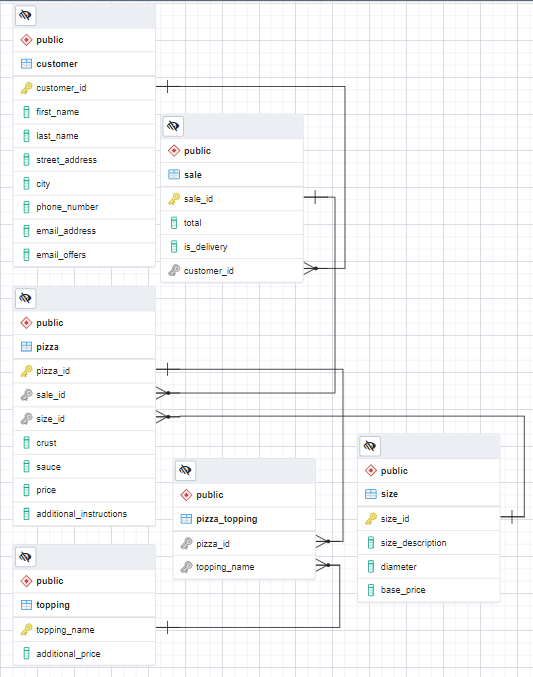 public
customer
customer_id
first_name
last_name
street_address
city
phone_number
email_address
email_offers
public
sale
sale_id
total
is_delivery
customer_id
public
pizza
pizza_id
sale_id
size_id
crust
sauce
price
additional_instructions
public
pizza_topping
pizza_id
topping_name
public
size
size_id
size_description
diameter
base_price
public
topping
topping_name
additional_price